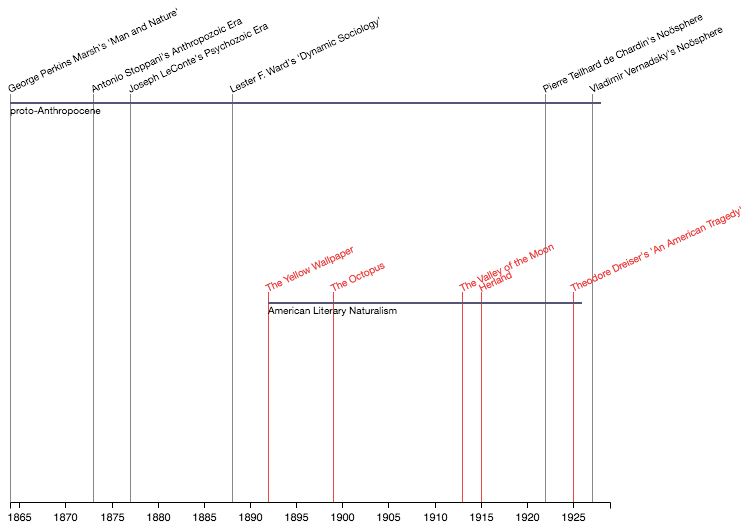 George Perkins Marsh's 'Man and Nature'
Antonio Stoppani's Anthropozoic Era
Joseph LeConte's Psychozoic Era
Lester F. Ward's 'Dynamic Sociology'
Pierre Teilhard de Chardin's Noösphere
Vladimir Vernadsky's Noösphere
proto-Anthropocene
The Yellow Wallpaper
The Octopus
The Valley of the Moon
Herland
Theodore Dreiser's 'An American Tragedy'
American Literary Naturalism
1865 1870 1875 1880 1885 1890 1895 1900 1905 1910 1915 1920 1925